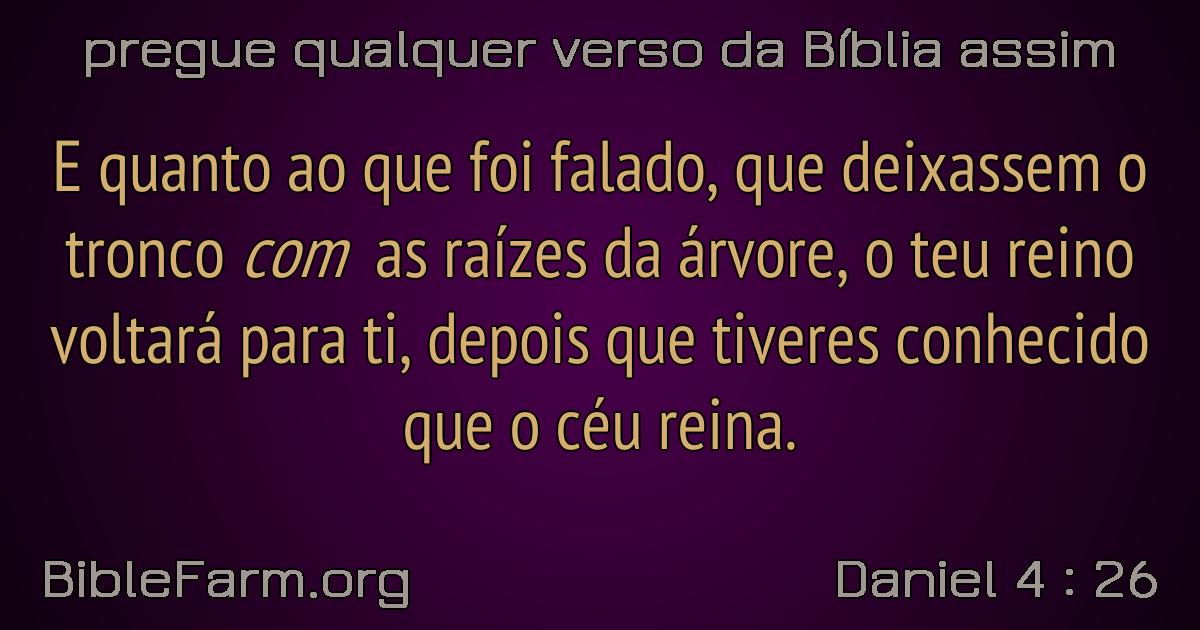 pregue qualquer verso da Bíblia assim
E quanto ao que foi falado, que deixassem o
tronco com as raízes da árvore, o teu reino
voltará para ti, depois que tiveres conhecido
que o céu reina.
BibleFarm.org
Daniel 4 : 26